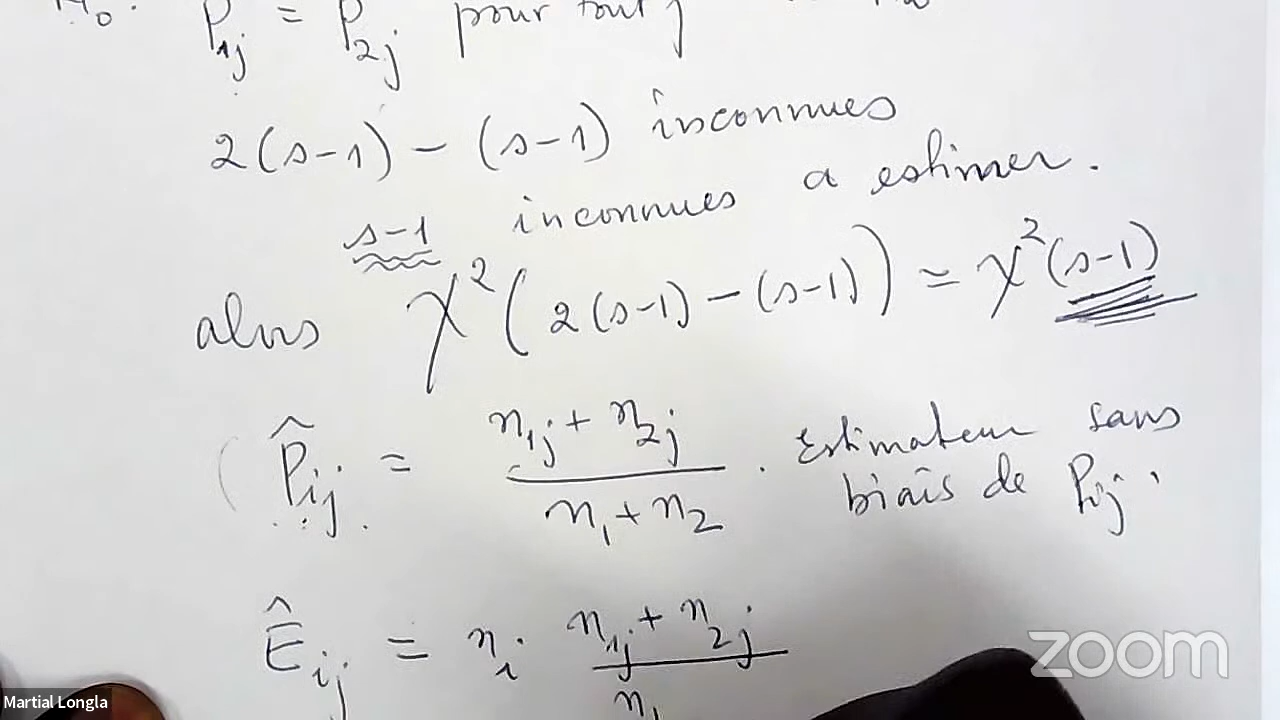 H₀: P₁ⱼ = P₂ⱼ pour tout j
2(s-1) - (s-1) inconnues
s-1 inconnues a estimer.
alors χ²(2(s-1) - (s-1)) = χ²(s-1)
P̂ᵢⱼ = (n₁ⱼ + n₂ⱼ) / (n₁ + n₂) . Estimateur sans
biais de Pᵢⱼ.
Êᵢⱼ = nᵢ (n₁ⱼ + n₂ⱼ) / n₁
zoom
Martial Longla